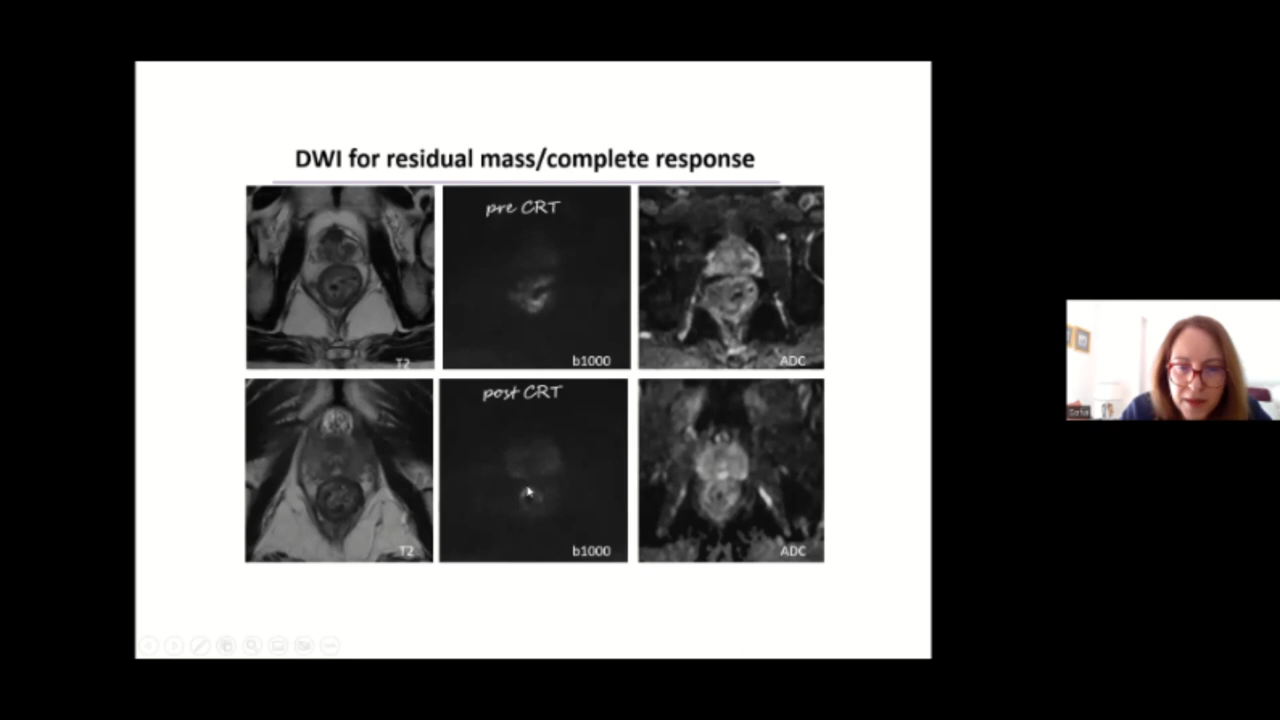 DWI for residual mass/complete response
pre CRT
T2
b1000
ADC
post CRT
T2
b1000
ADC